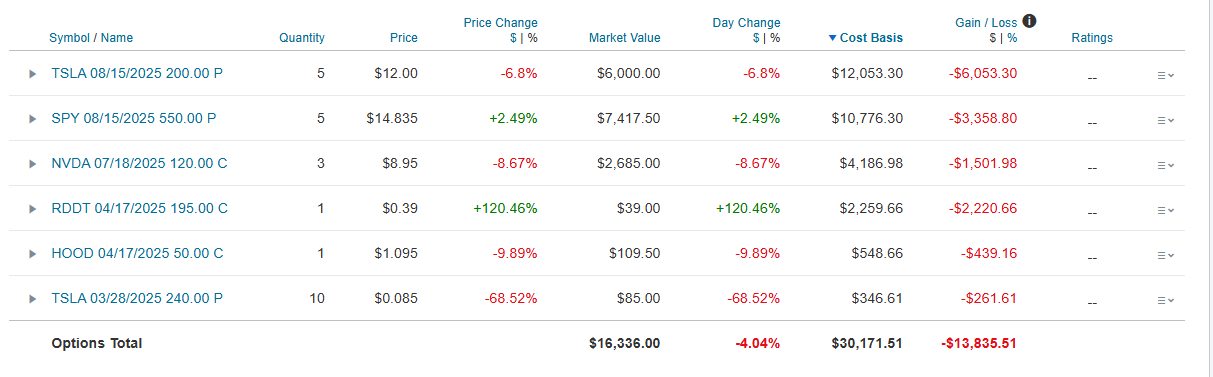 Price Change Day Change Gain / Loss i
Symbol / Name Quantity Price $ | % Market Value $ | % Cost Basis $ | % Ratings
TSLA 08/15/2025 200.00 P 5 $12.00 -6.8% $6,000.00 -6.8% $12,053.30 -$6,053.30 --
SPY 08/15/2025 550.00 P 5 $14.835 +2.49% $7,417.50 +2.49% $10,776.30 -$3,358.80 --
NVDA 07/18/2025 120.00 C 3 $8.95 -8.67% $2,685.00 -8.67% $4,186.98 -$1,501.98 --
RDDT 04/17/2025 195.00 C 1 $0.39 +120.46% $39.00 +120.46% $2,259.66 -$2,220.66 --
HOOD 04/17/2025 50.00 C 1 $1.095 -9.89% $109.50 -9.89% $548.66 -$439.16 --
TSLA 03/28/2025 240.00 P 10 $0.085 -68.52% $85.00 -68.52% $346.61 -$261.61 --
Options Total $16,336.00 -4.04% $30,171.51 -$13,835.51